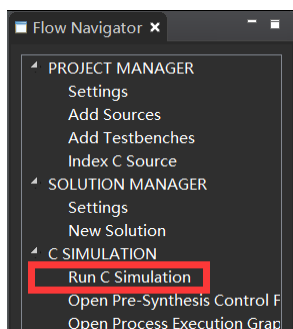 Flow Navigator
PROJECT MANAGER
Settings
Add Sources
Add Testbenches
Index C Source
SOLUTION MANAGER
Settings
New Solution
C SIMULATION
Run C Simulation
Open Pre-Synthesis Control F
Open Process Execution Grap